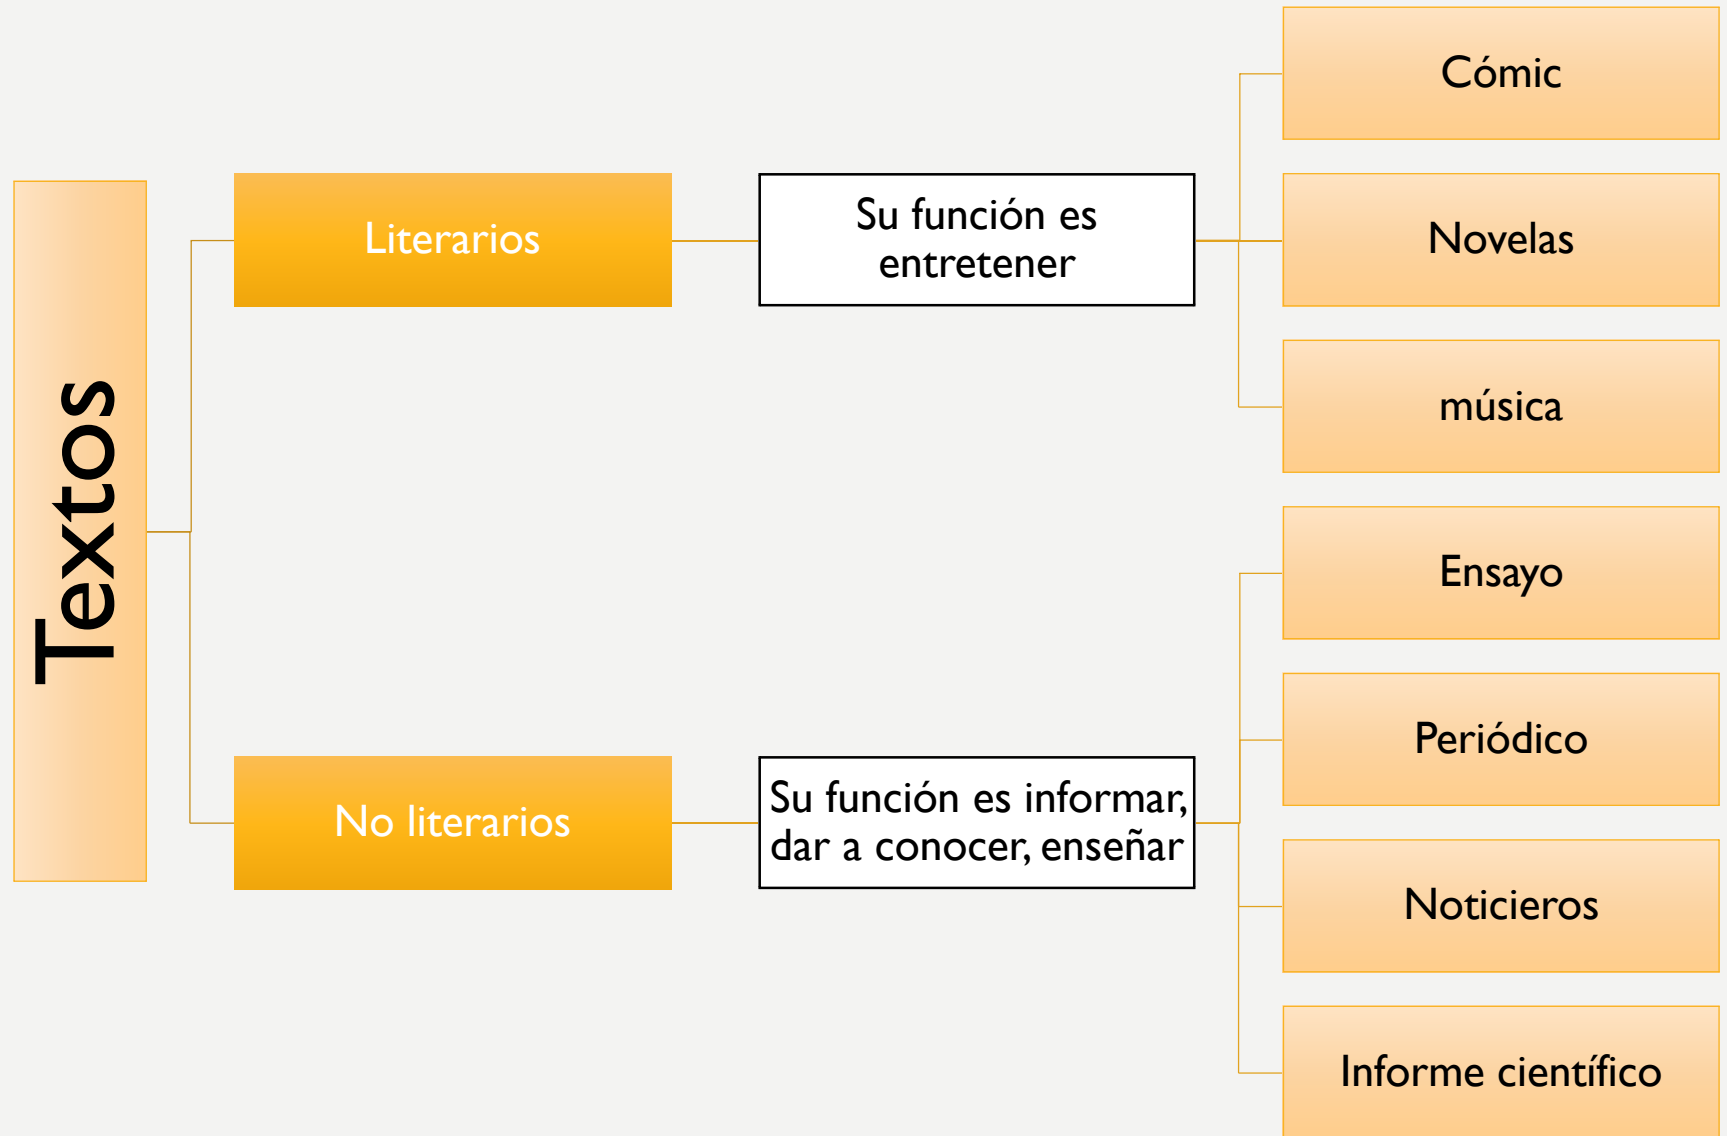 Textos
Literarios
Su función es
entretener
Cómic
Novelas
música
No literarios
Su función es informar,
dar a conocer, enseñar
Ensayo
Periódico
Noticieros
Informe científico